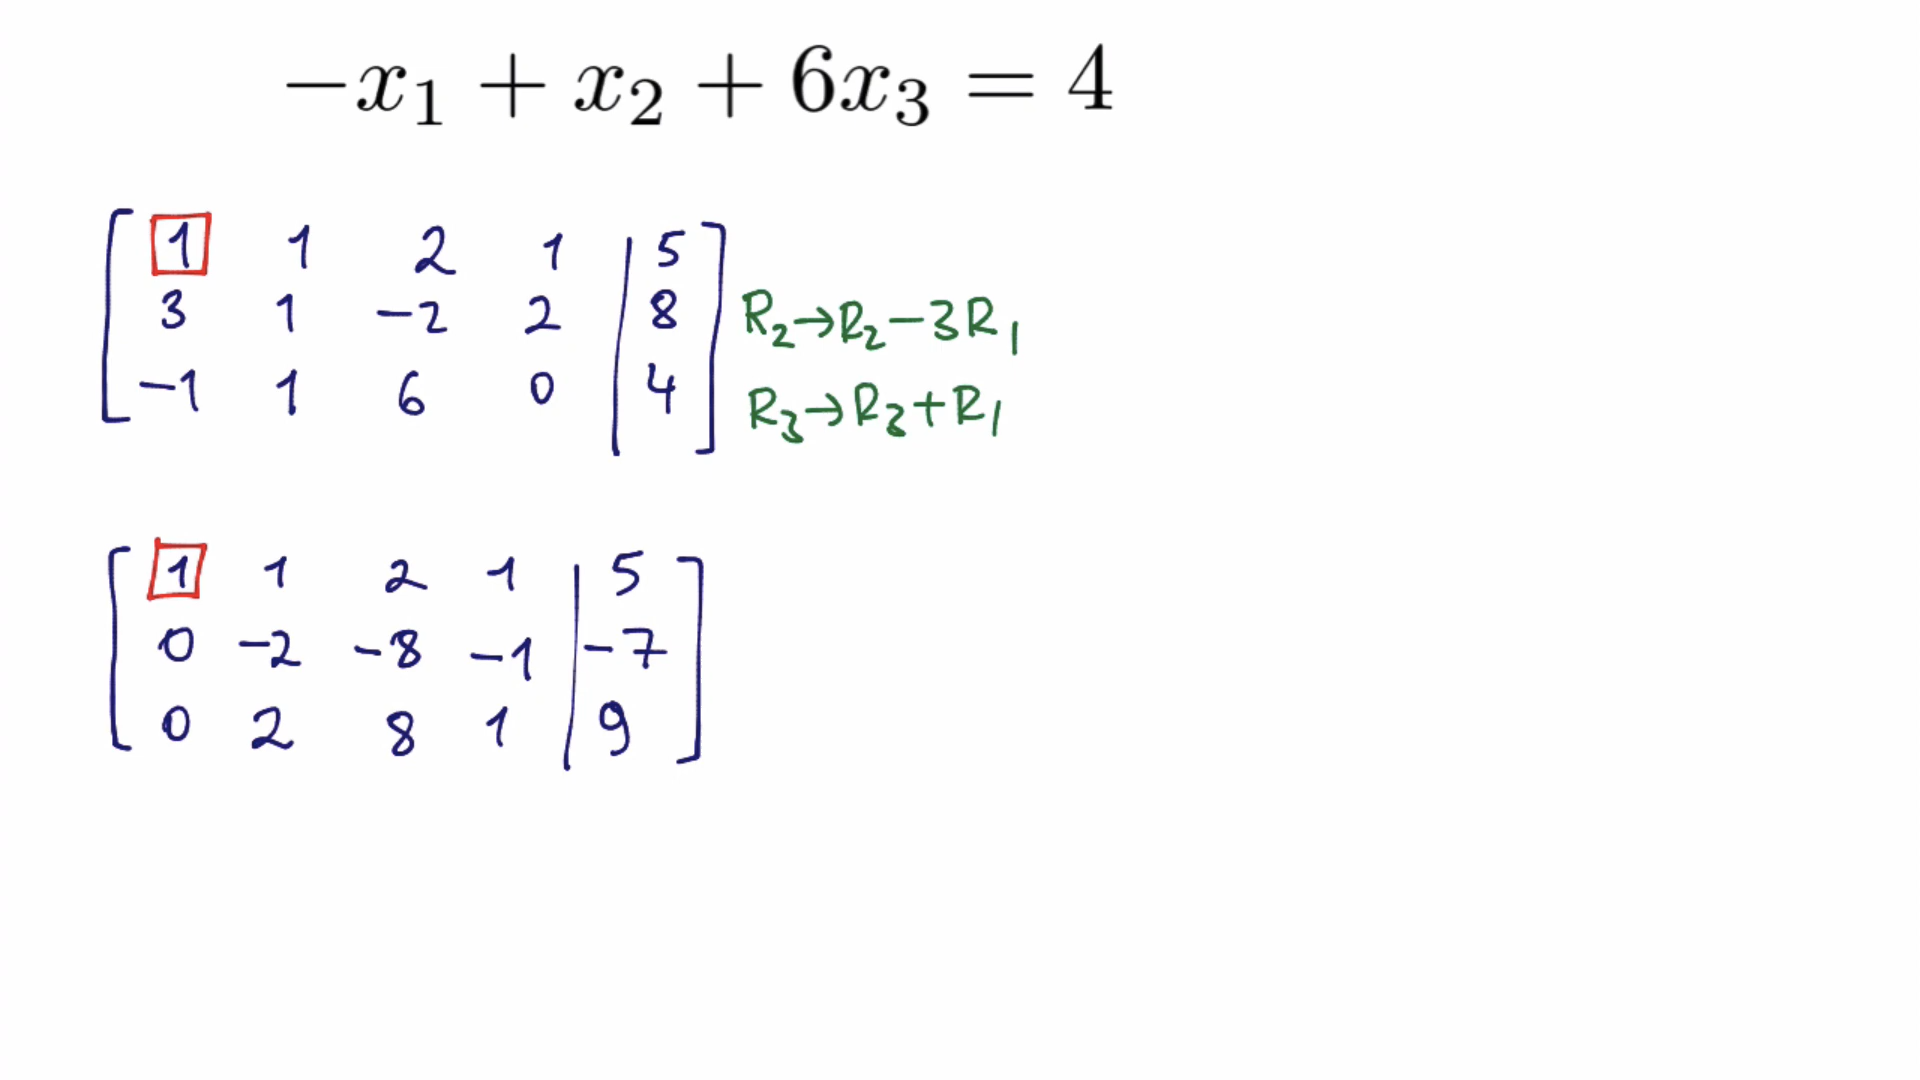 −x₁ + x₂ + 6x₃ = 4
1 1 2 1 | 5
3 1 −2 2 | 8 R₂→R₂−3R₁
−1 1 6 0 | 4 R₃→R₃+R₁
1 1 2 1 | 5
0 −2 −8 −1 | −7
0 2 8 1 | 9